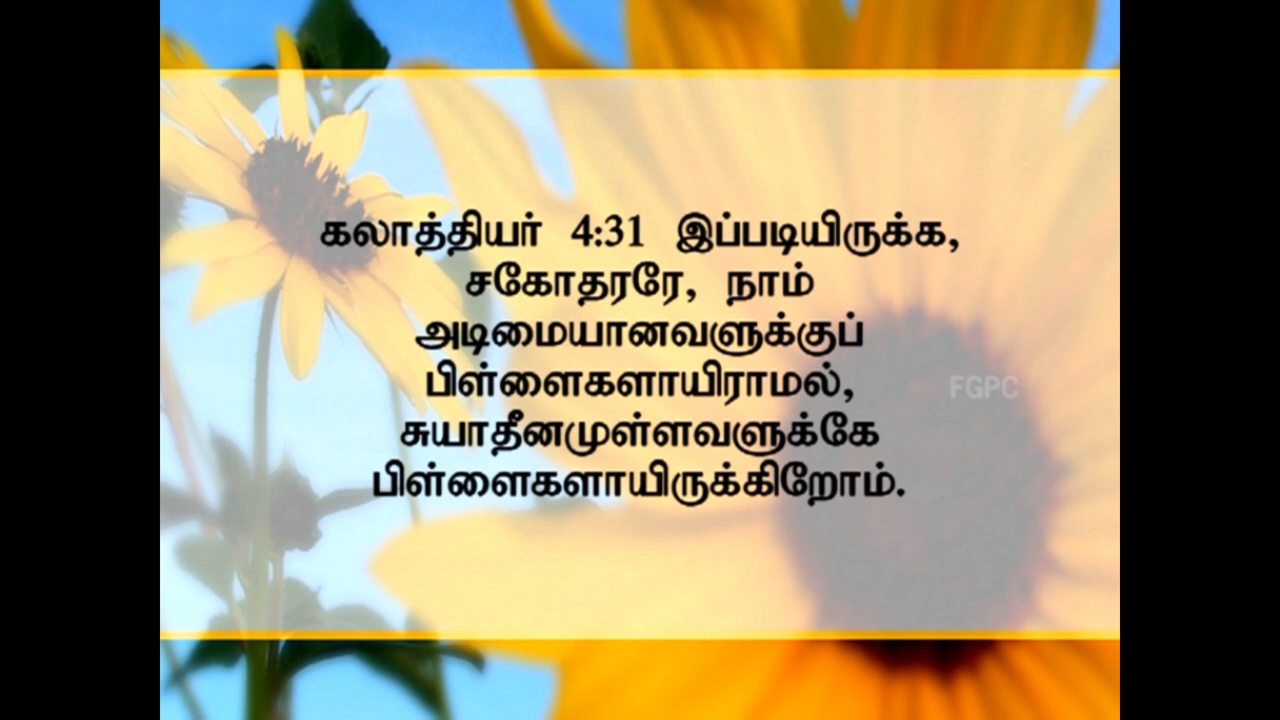 கலாத்தியர் 4:31 இப்படியிருக்க,
சகோதரரே, நாம்
அடிமையானவளுக்குப்
பிள்ளைகளாயிராமல்,
FGPC
சுயாதீனமுள்ளவளுக்கே
பிள்ளைகளாயிருக்கிறோம்.